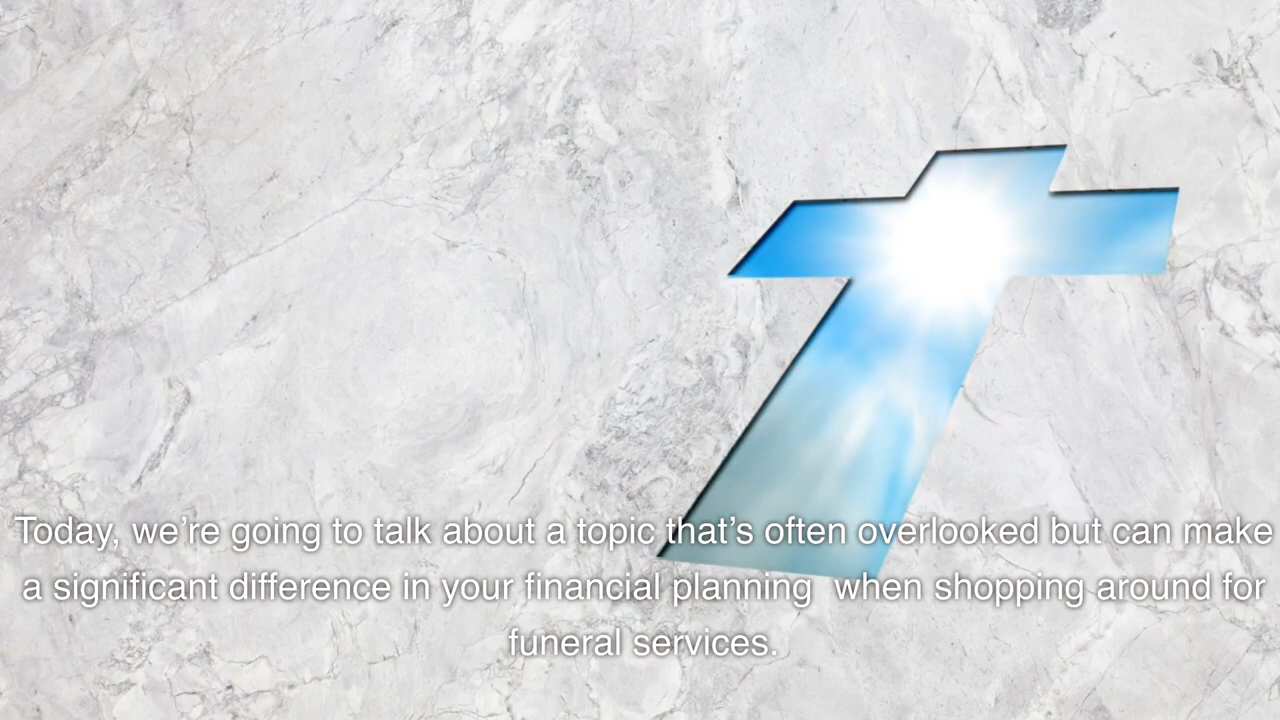 Today, we’re going to talk about a topic that’s often overlooked but can make
a significant difference in your financial planning  when shopping around for
funeral services.